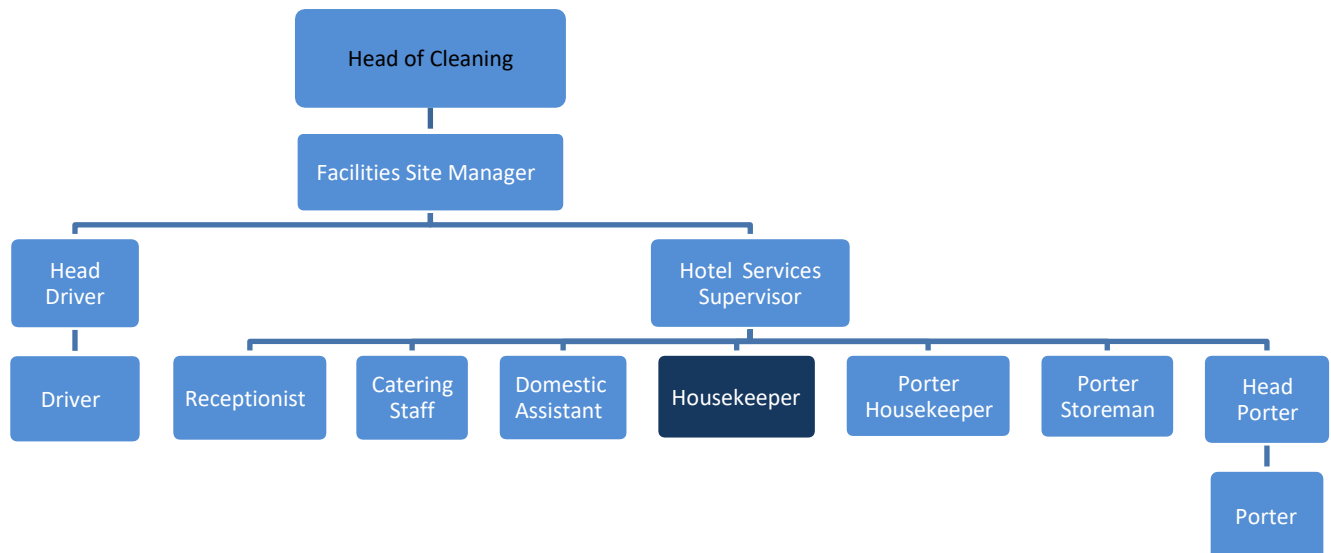 Head of Cleaning
Facilities Site Manager
Head
Driver
Hotel Services
Supervisor
Driver
Receptionist
Catering
Staff
Domestic
Assistant
Housekeeper
Porter
Housekeeper
Porter
Storeman
Head
Porter
Porter